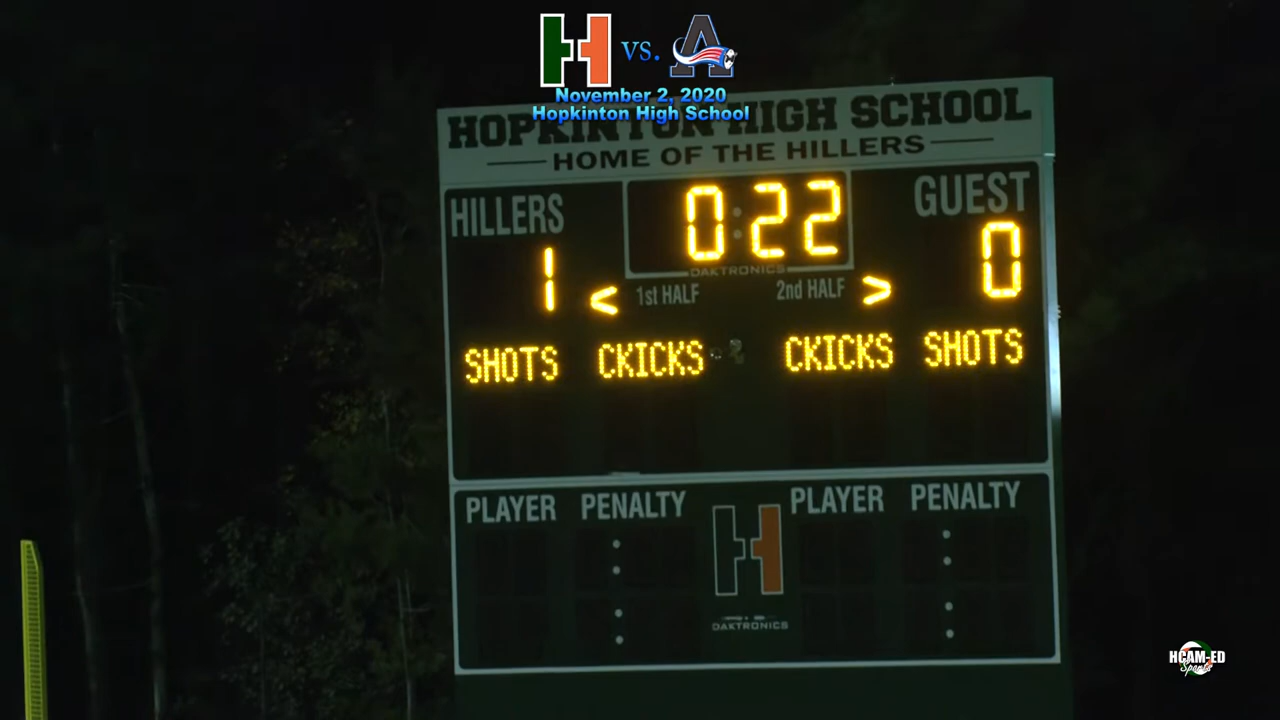 H vs. A
November 2, 2020
Hopkinton High School
HOPKINTON HIGH SCHOOL
HOME OF THE HILLERS
HILLERS 0:22 GUEST
DAKTRONICS
1 < 1st HALF 2nd HALF > 0
SHOTS CKICKS CKICKS SHOTS
PLAYER PENALTY PLAYER PENALTY
H
DAKTRONICS
HCAM-ED
Sports